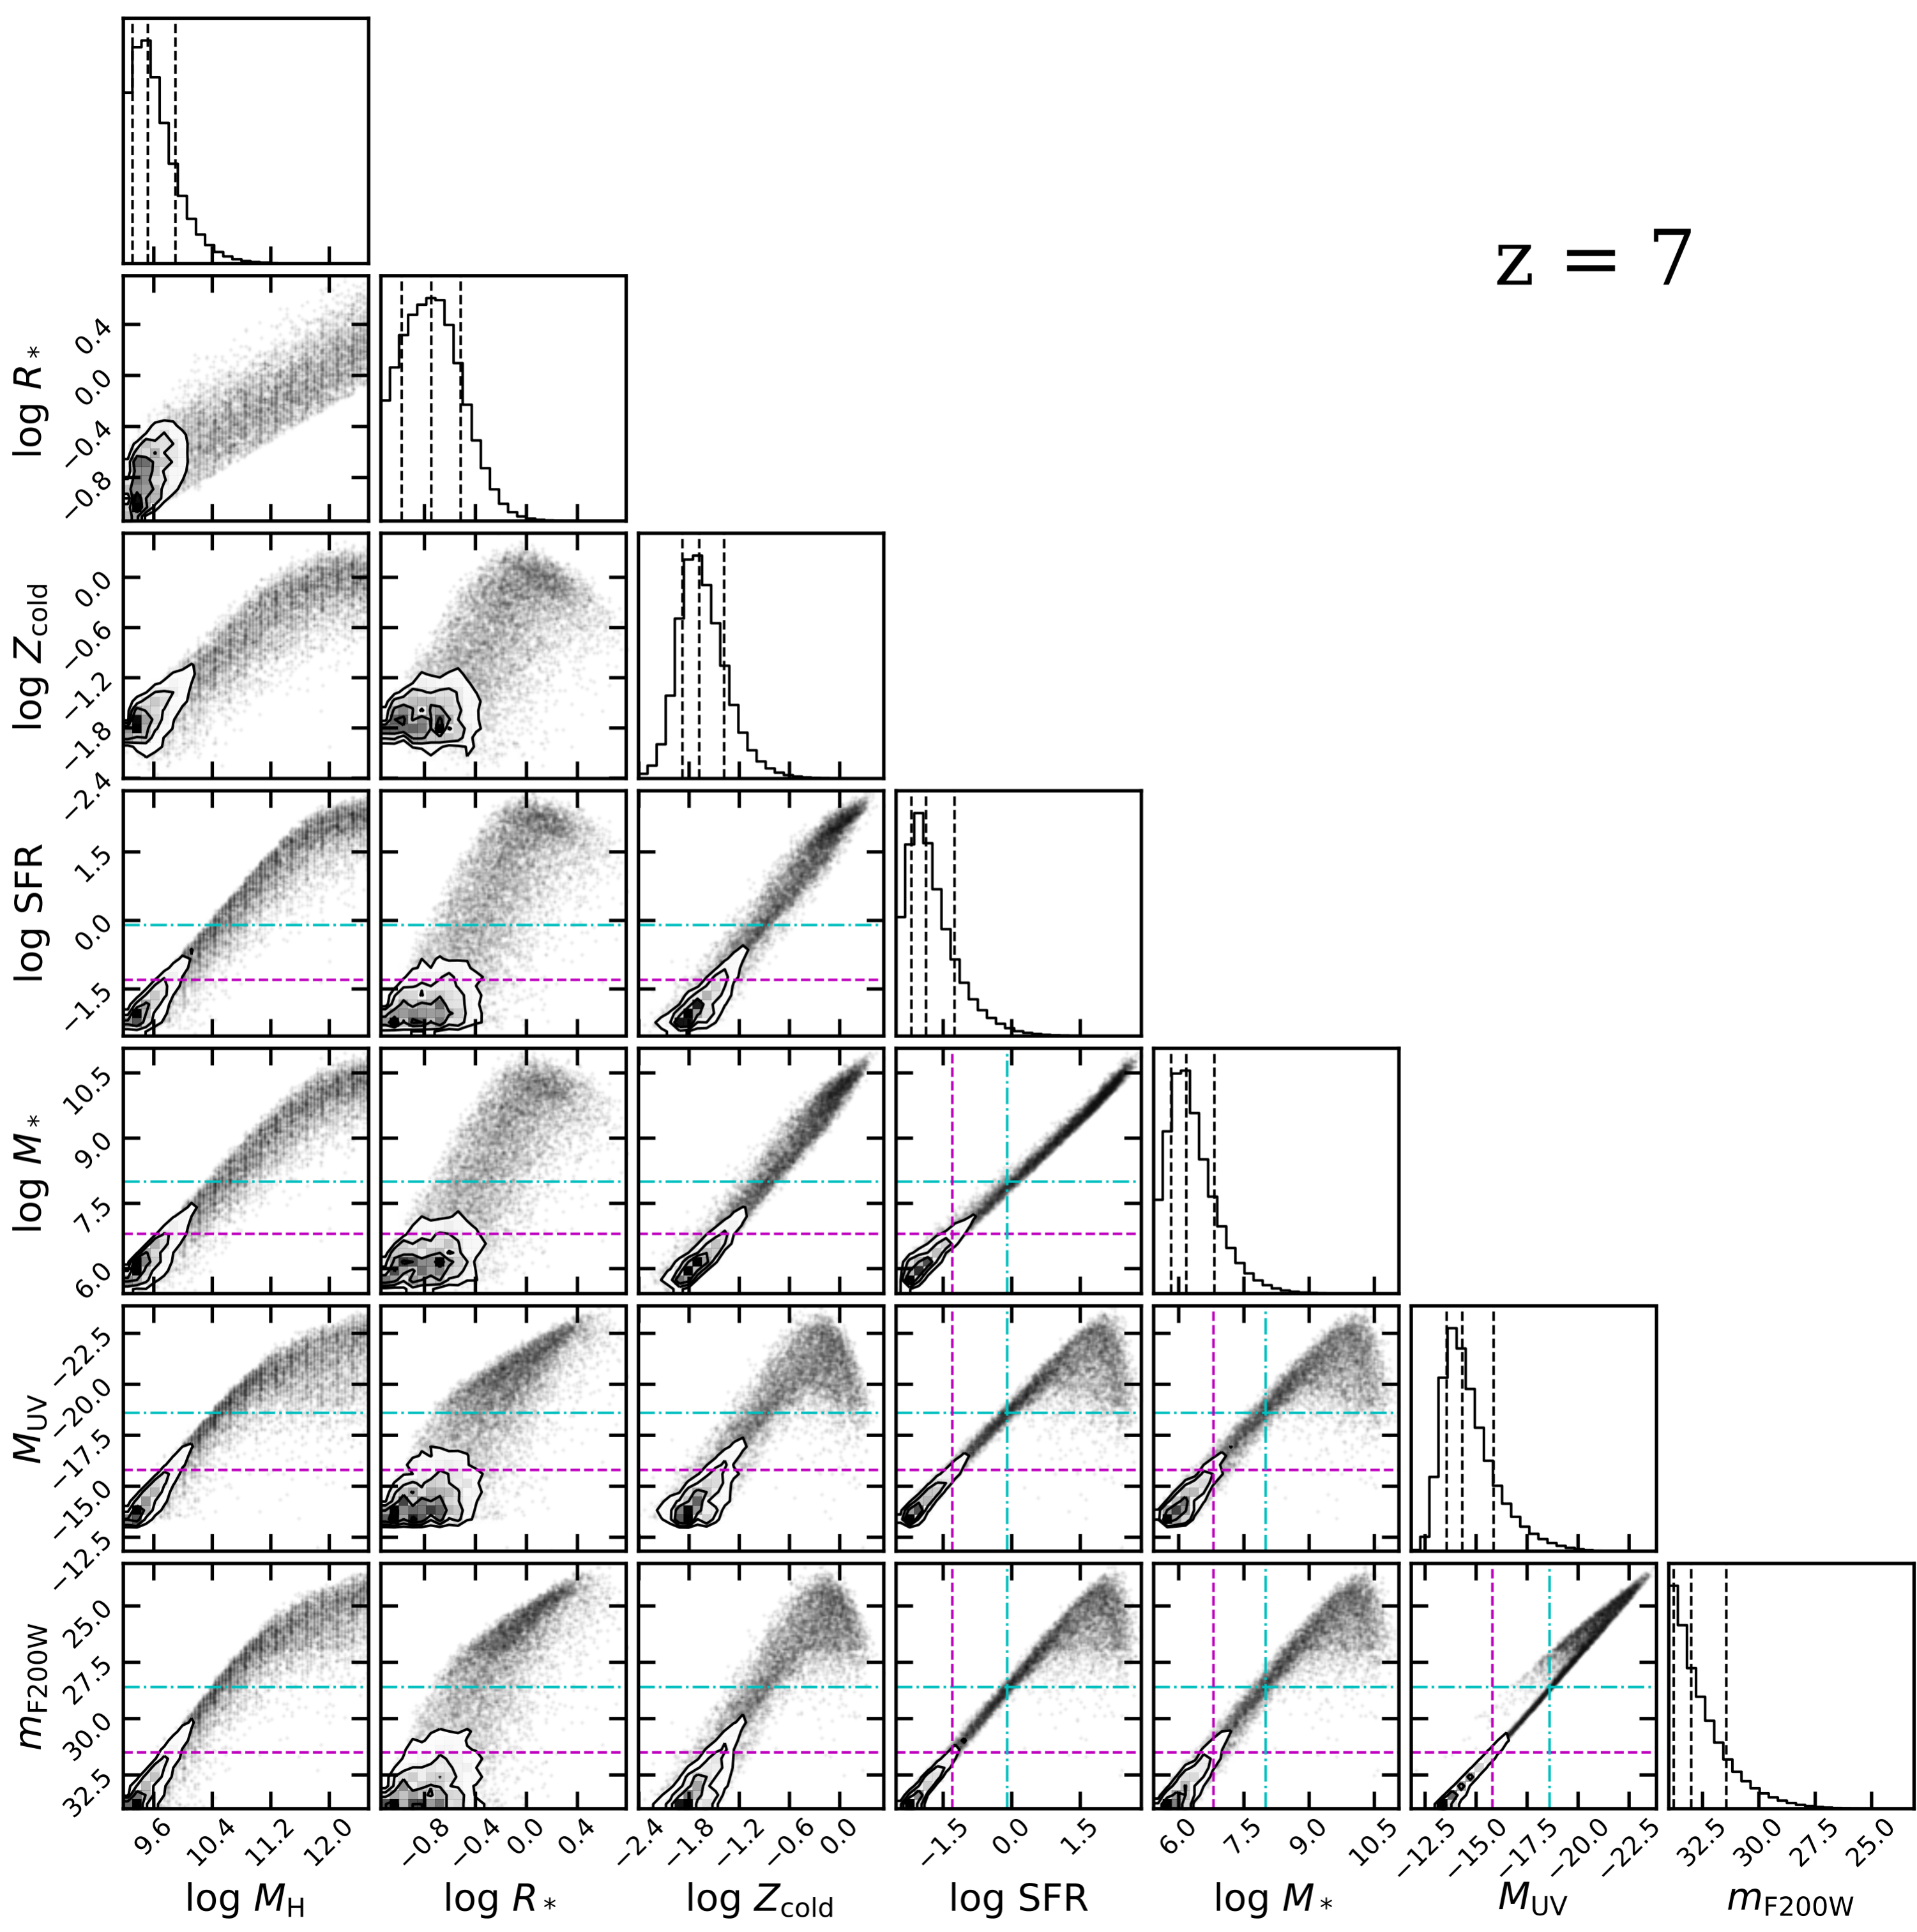 z = 7
log R*
0.4
0.0
−0.4
−0.8
log Zcold
0.0
−0.6
−1.2
−1.8
−2.4
log SFR
1.5
0.0
−1.5
log M*
10.5
9.0
7.5
6.0
MUV
−22.5
−20.0
−17.5
−15.0
−12.5
mF200W
25.0
27.5
30.0
32.5
9.6 10.4 11.2 12.0
−0.8 −0.4 0.0 0.4
−2.4 −1.8 −1.2 −0.6 0.0
−1.5 0.0 1.5
6.0 7.5 9.0 10.5
−12.5 −15.0 −17.5 −20.0 −22.5
32.5 30.0 27.5 25.0
log MH log R* log Zcold log SFR log M* MUV mF200W